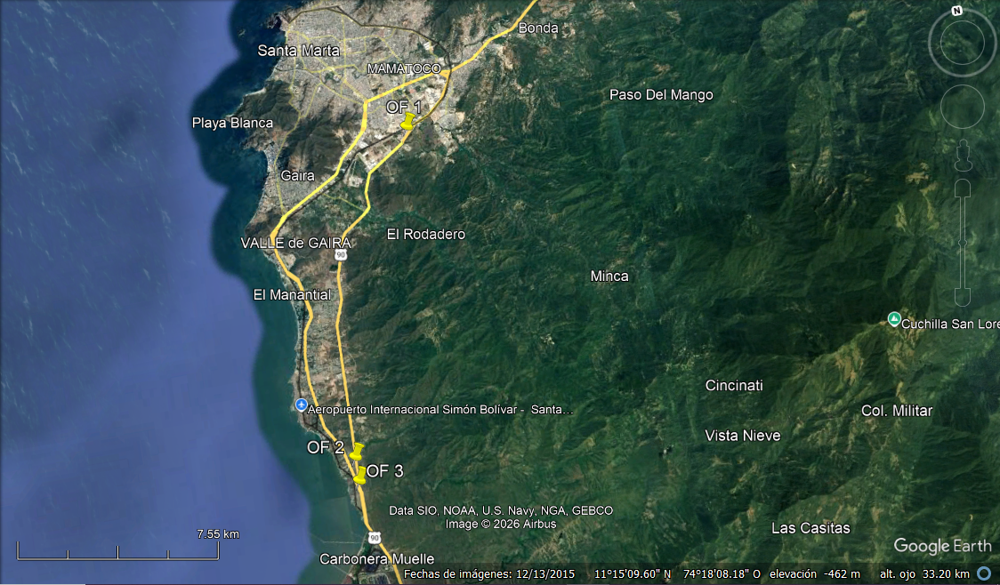 N
Bonda
Santa Marta
MAMATOCO
Paso Del Mango
OF 1
Playa Blanca
Gaira
El Rodadero
VALLE de GAIRA
90
Minca
El Manantial
Cuchilla San Lore
Cincinati
Aeropuerto Internacional Simón Bolívar - Santa...
Col. Militar
Vista Nieve
OF 2
OF 3
Data SIO, NOAA, U.S. Navy, NGA, GEBCO
Image © 2026 Airbus
Las Casitas
7.55 km
90
Google Earth
Carbonera Muelle
Fechas de imágenes: 12/13/2015 11°15'09.60" N 74°18'08.18" O elevación -462 m alt. ojo 33.20 km